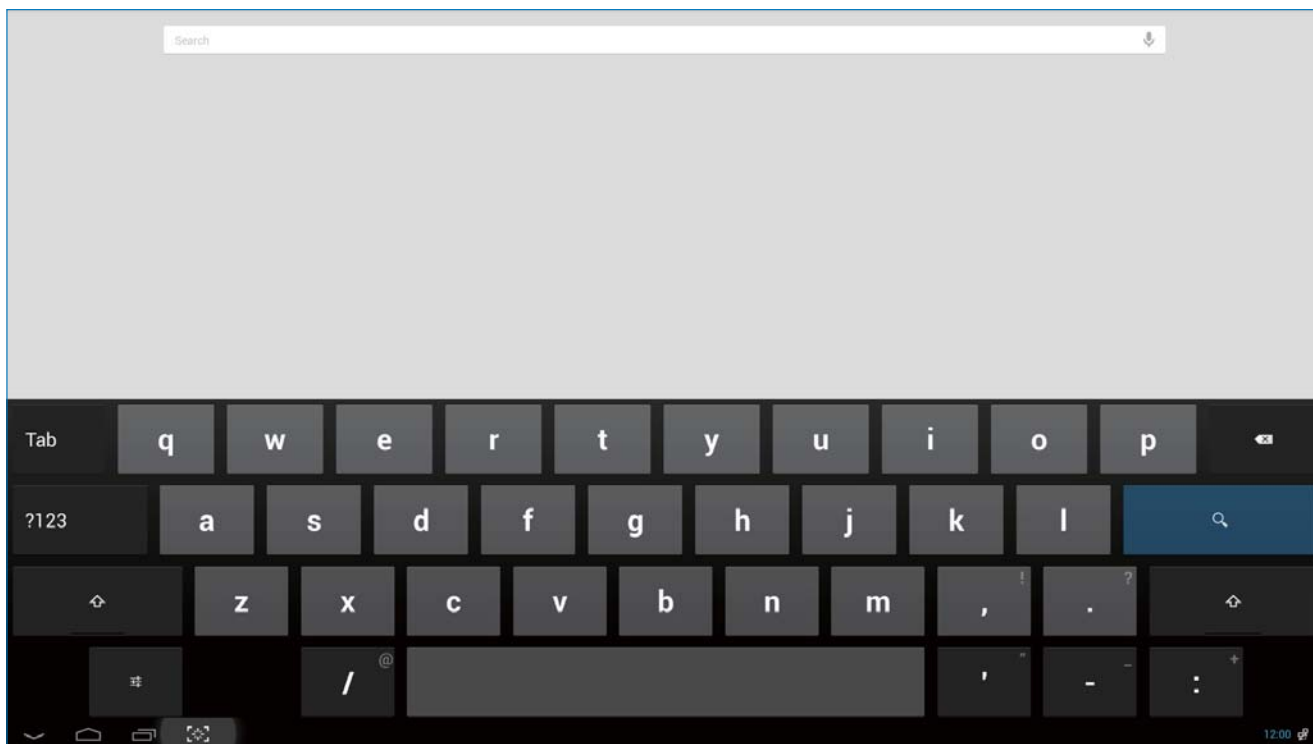 Search
Tab q w e r t y u i o p
?123 a s d f g h j k l
z x c v b n m , ! . ?
/ @ ' " - _ : +
12:00